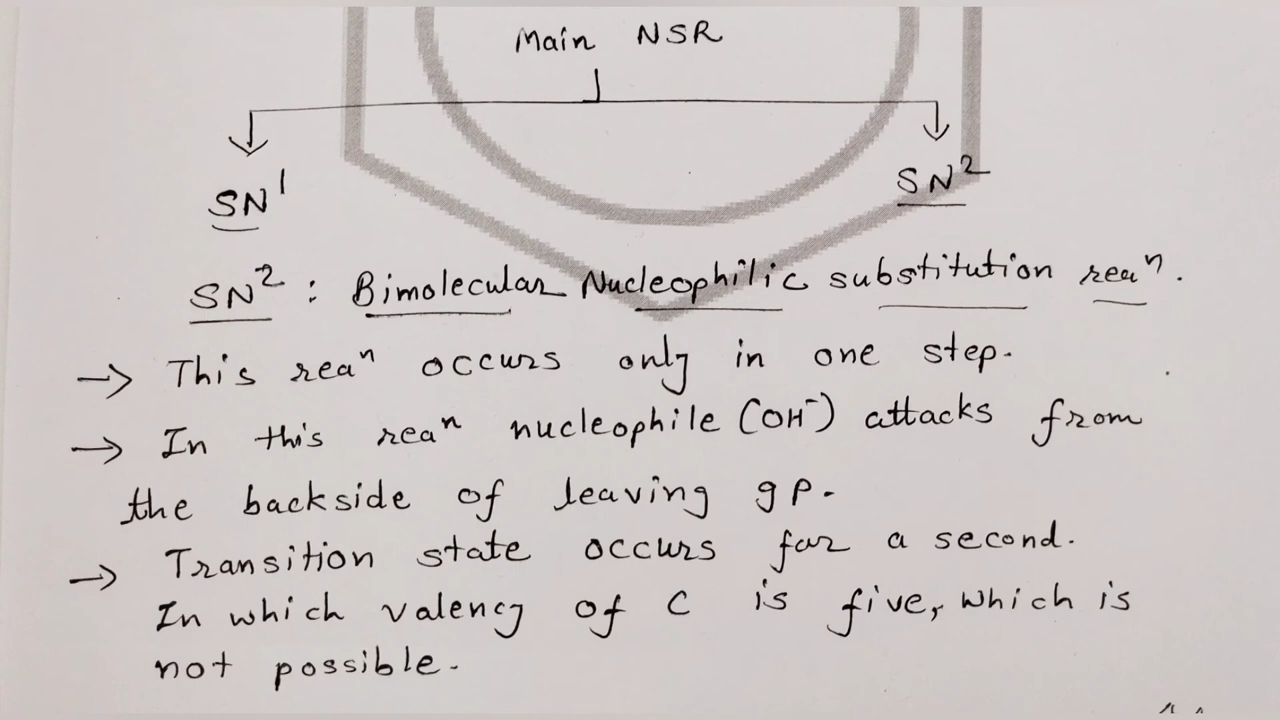 Main NSR
SN¹
SN²
SN² : Bimolecular Nucleophilic substitution reaⁿ.
→ This reaⁿ occurs only in one step.
→ In this reaⁿ nucleophile (OH⁻) attacks from
the backside of leaving gp.
→ Transition state occurs for a second.
In which valency of C is five, which is
not possible.